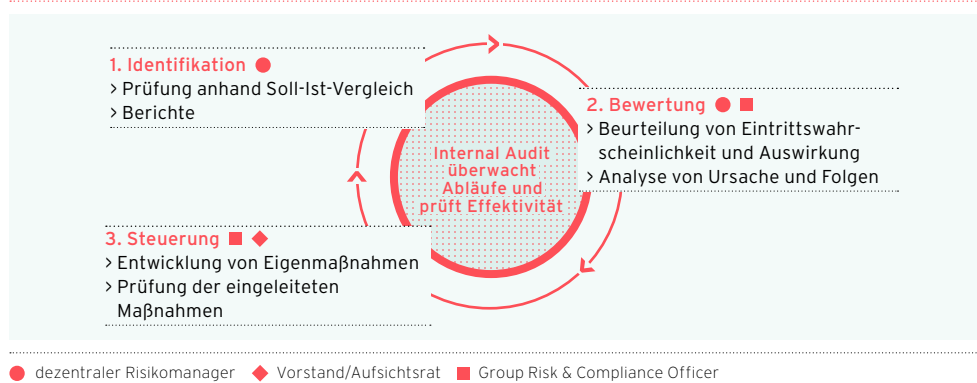 1. Identifikation
> Prüfung anhand Soll-Ist-Vergleich
> Berichte
2. Bewertung
> Beurteilung von Eintrittswahr-
scheinlichkeit und Auswirkung
> Analyse von Ursache und Folgen
Internal Audit
überwacht
Abläufe und
prüft Effektivität
3. Steuerung
> Entwicklung von Eigenmaßnahmen
> Prüfung der eingeleiteten
Maßnahmen
dezentraler Risikomanager Vorstand/Aufsichtsrat Group Risk & Compliance Officer